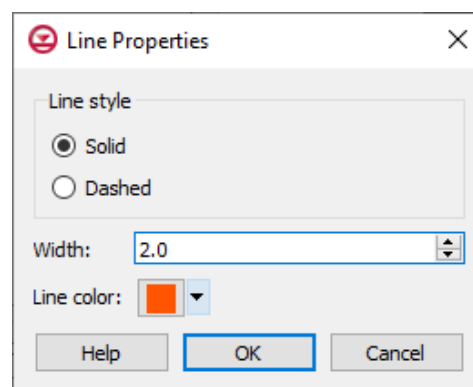 Line Properties
Line style
Solid
Dashed
Width: 2.0
Line color:
Help OK Cancel